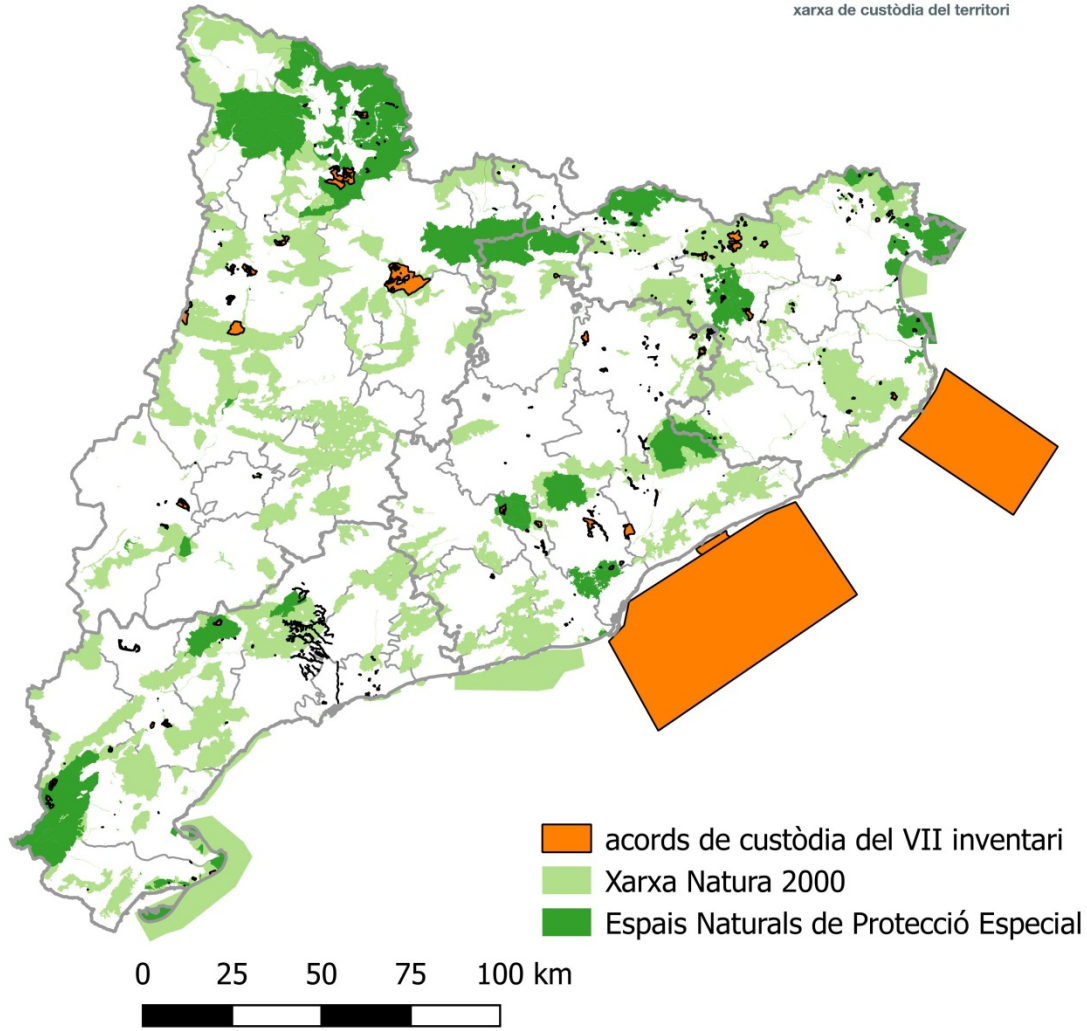 xarxa de custòdia del territori
acords de custòdia del VII inventari
Xarxa Natura 2000
Espais Naturals de Protecció Especial
0 25 50 75 100 km